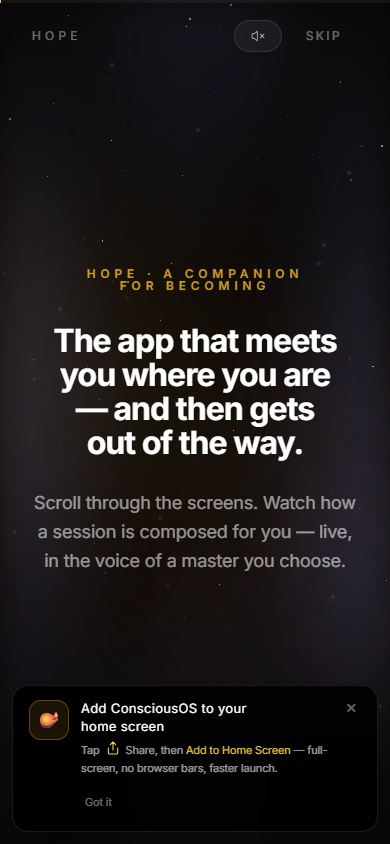 HOPE
SKIP
HOPE · A COMPANION
FOR BECOMING
The app that meets
you where you are
— and then gets
out of the way.
Scroll through the screens. Watch how
a session is composed for you — live,
in the voice of a master you choose.
Add ConsciousOS to your
home screen
Tap Share, then Add to Home Screen — full-
screen, no browser bars, faster launch.
Got it